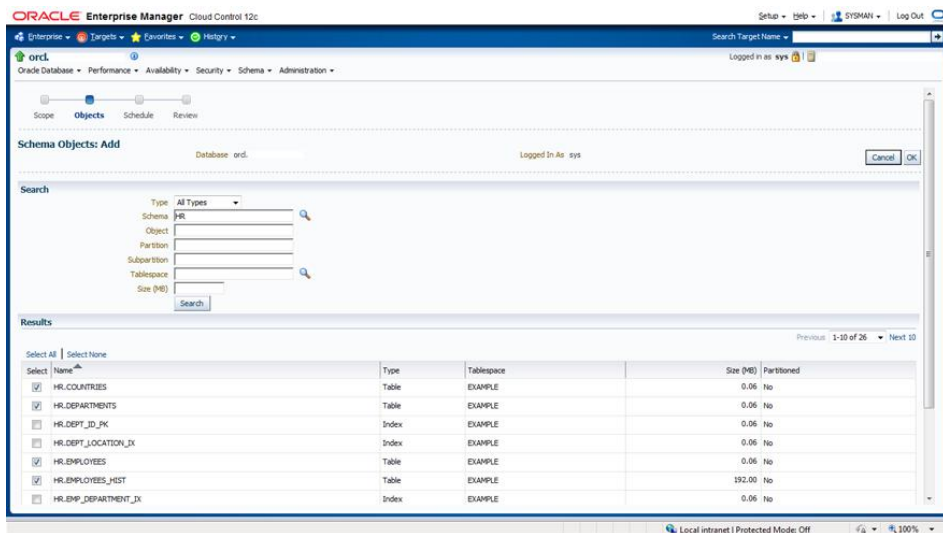 ORACLE Enterprise Manager Cloud Control 12c
Setup Help SYSMAN Log Out
Enterprise Targets Favorites History Search Target Name
orcl. Logged in as sys
Oracle Database Performance Availability Security Schema Administration
Scope Objects Schedule Review
Schema Objects: Add
Database orcl. Logged In As sys Cancel OK
Search
Type All Types
Schema HR
Object
Partition
Subpartition
Tablespace
Size (MB)
Search
Results
Previous 1-10 of 26 Next 10
Select All | Select None
Select Name Type Tablespace Size (MB) Partitioned
HR.COUNTRIES Table EXAMPLE 0.06 No
HR.DEPARTMENTS Table EXAMPLE 0.06 No
HR.DEPT_ID_PK Index EXAMPLE 0.06 No
HR.DEPT_LOCATION_IX Index EXAMPLE 0.06 No
HR.EMPLOYEES Table EXAMPLE 0.06 No
HR.EMPLOYEES_HIST Table EXAMPLE 192.00 No
HR.EMP_DEPARTMENT_IX Index EXAMPLE 0.06 No
Local intranet | Protected Mode: Off 100%